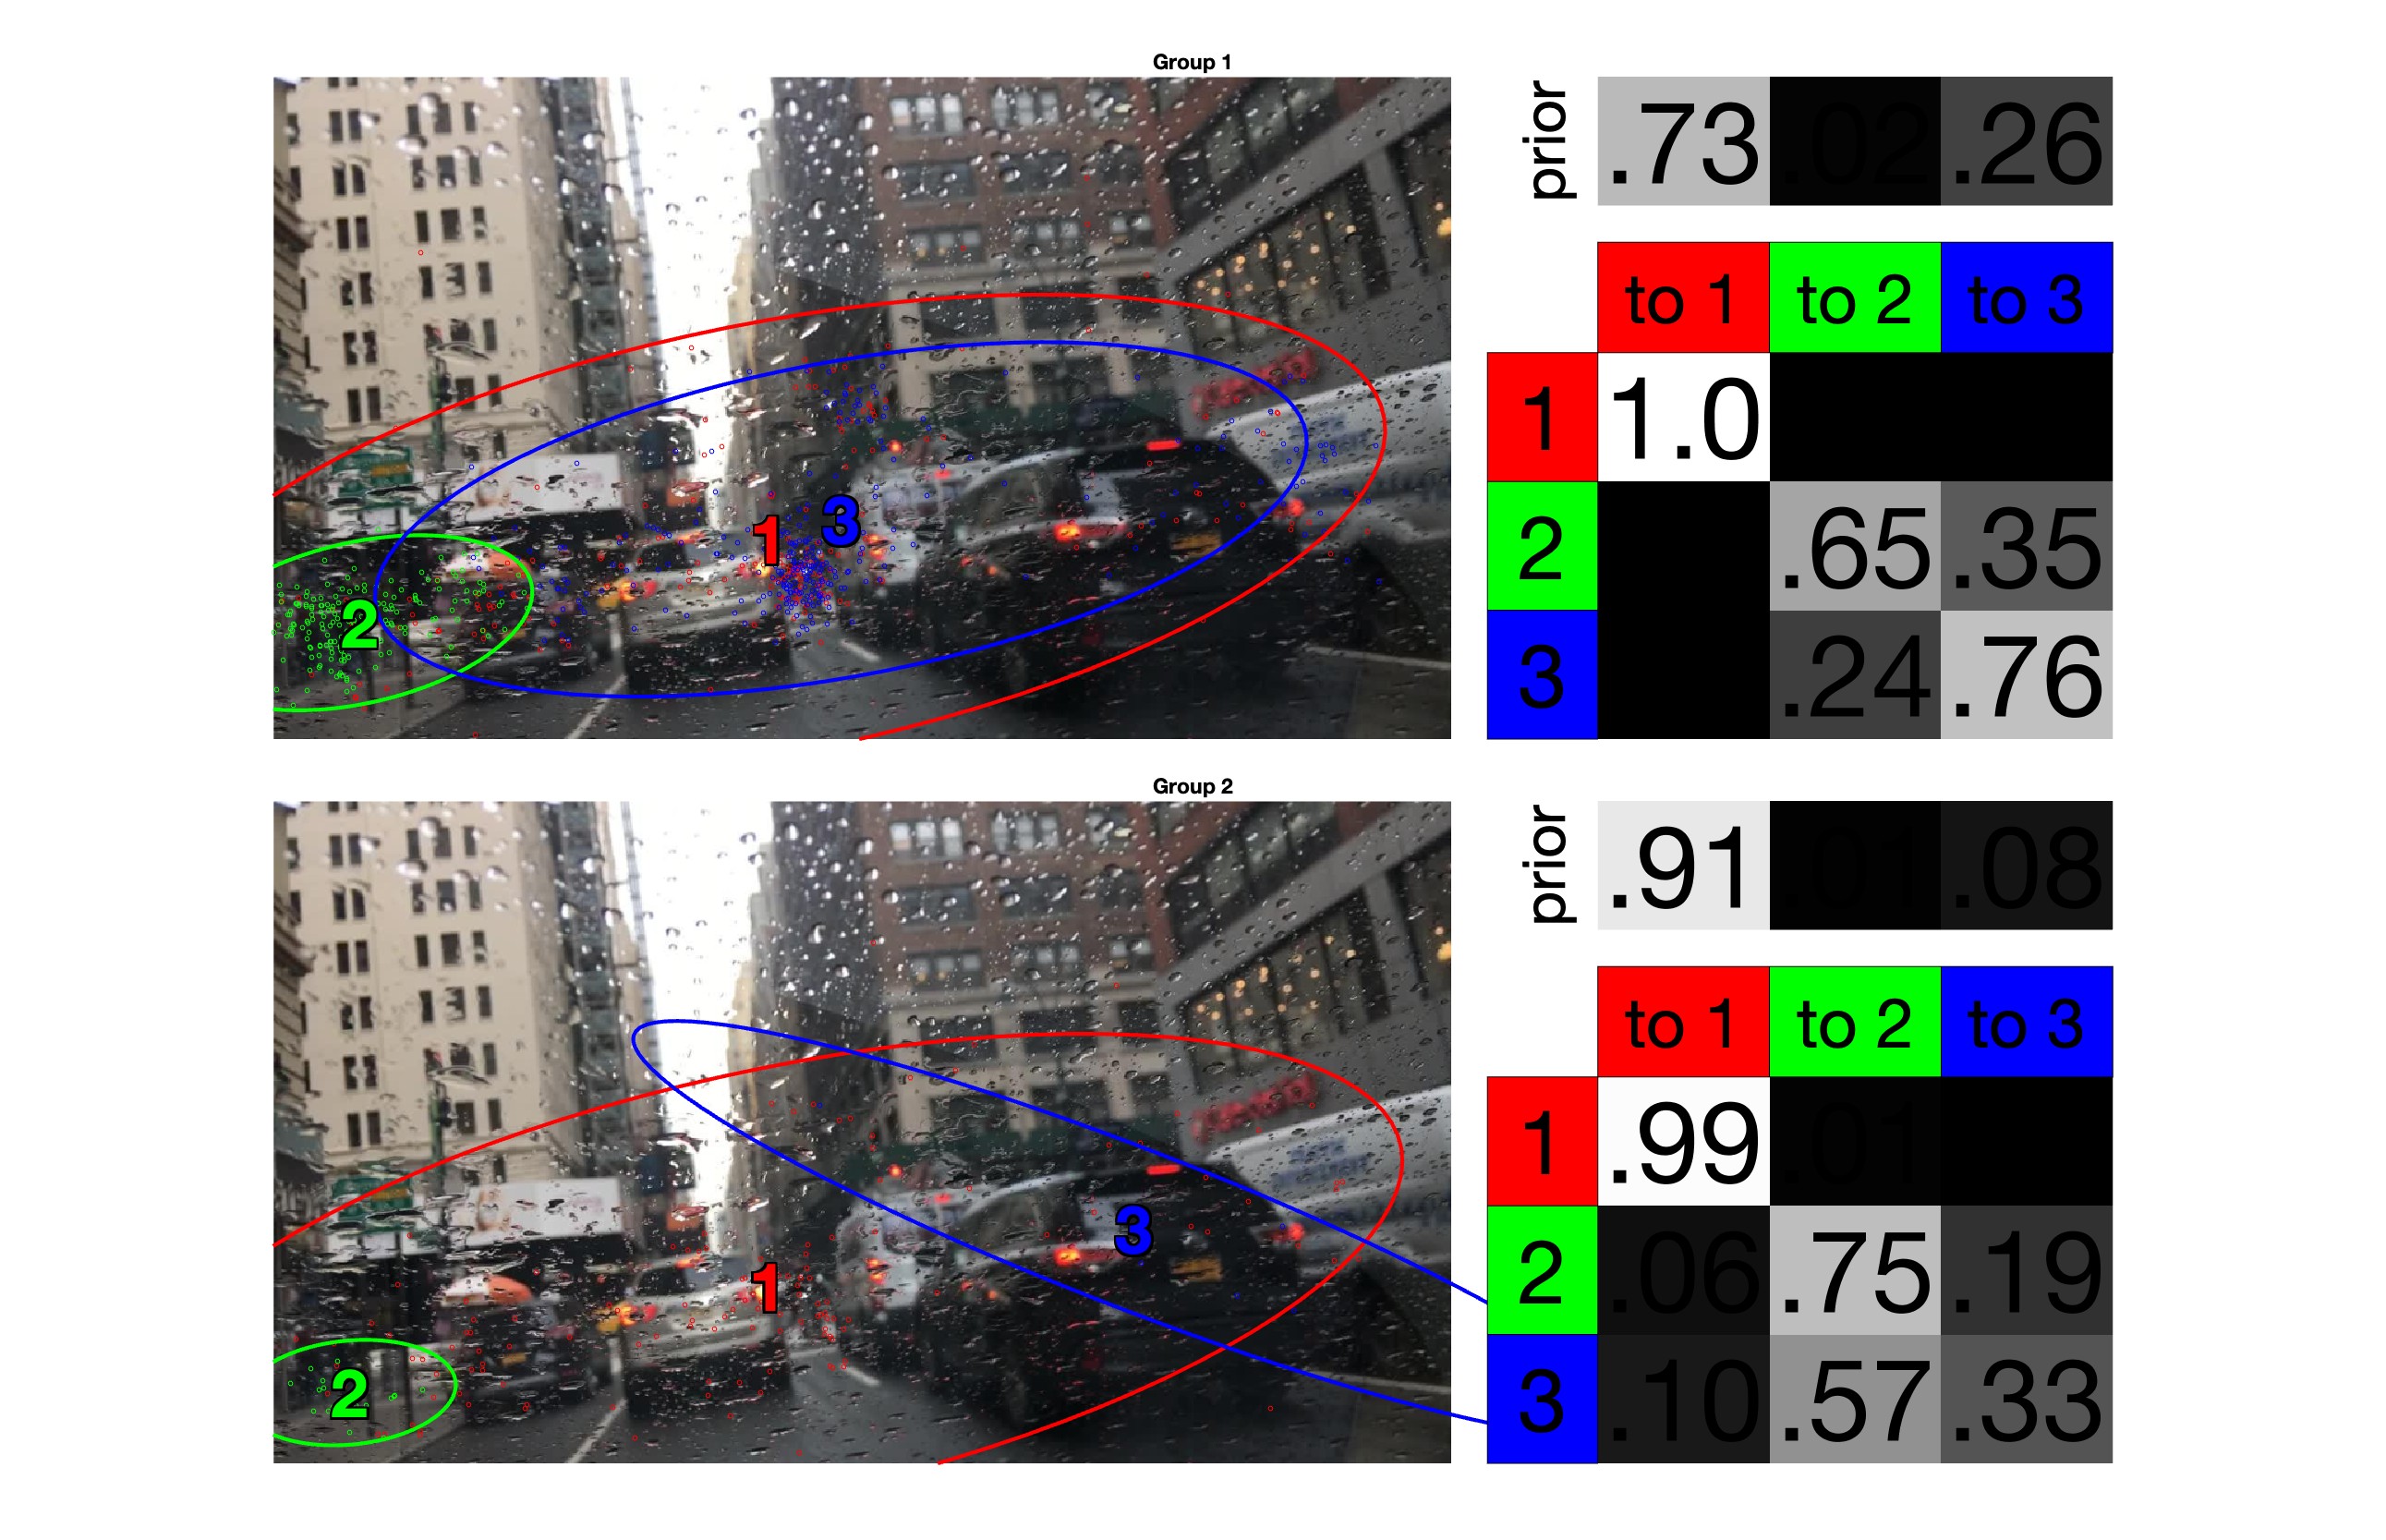 Group 1
1
3
2
prior
.73 .02 .26
to 1 to 2 to 3
1 1.0
2 .65 .35
3 .24 .76
Group 2
3
1
2
prior
.91 .01 .08
to 1 to 2 to 3
1 .99 .01
2 .06 .75 .19
3 .10 .57 .33